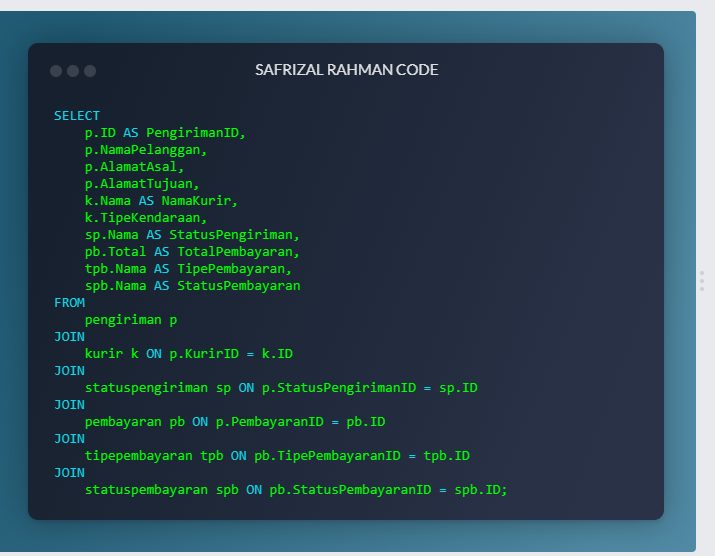 SAFRIZAL RAHMAN CODE
SELECT
    p.ID AS PengirimanID,
    p.NamaPelanggan,
    p.AlamatAsal,
    p.AlamatTujuan,
    k.Nama AS NamaKurir,
    k.TipeKendaraan,
    sp.Nama AS StatusPengiriman,
    pb.Total AS TotalPembayaran,
    tpb.Nama AS TipePembayaran,
    spb.Nama AS StatusPembayaran
FROM
    pengiriman p
JOIN
    kurir k ON p.KurirID = k.ID
JOIN
    statuspengiriman sp ON p.StatusPengirimanID = sp.ID
JOIN
    pembayaran pb ON p.PembayaranID = pb.ID
JOIN
    tipepembayaran tpb ON pb.TipePembayaranID = tpb.ID
JOIN
    statuspembayaran spb ON pb.StatusPembayaranID = spb.ID;